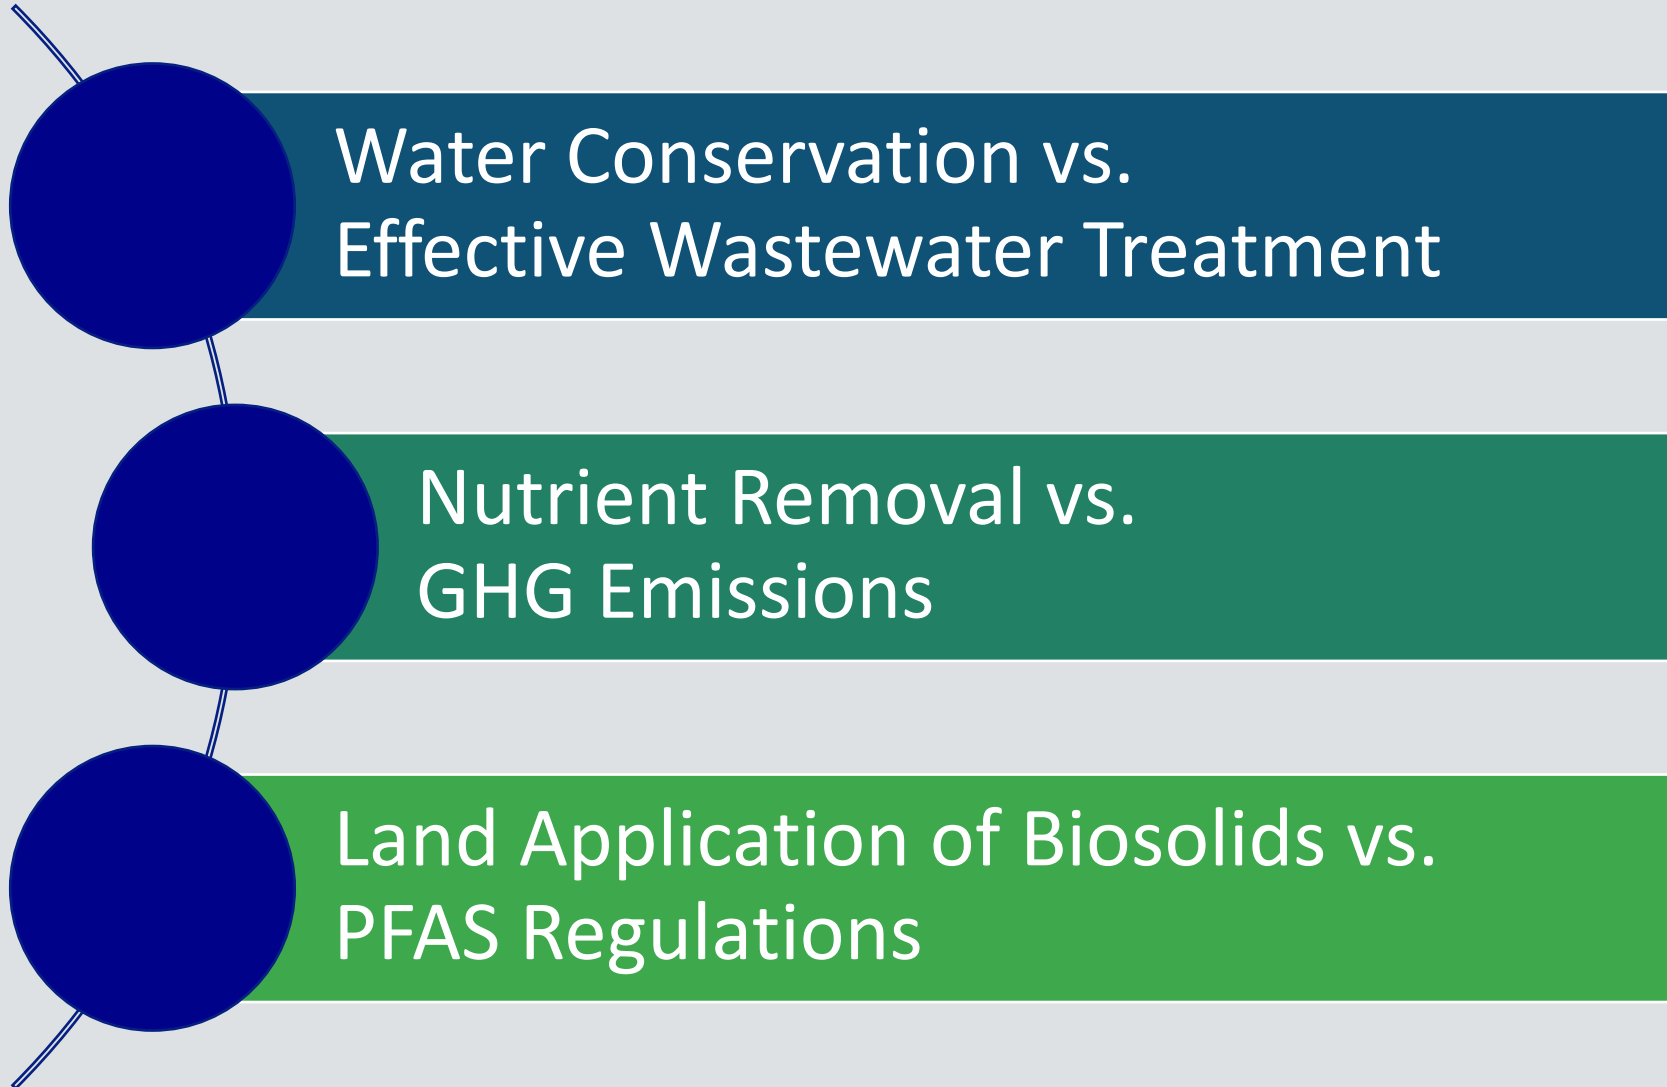 Water Conservation vs.
Effective Wastewater Treatment
Nutrient Removal vs.
GHG Emissions
Land Application of Biosolids vs.
PFAS Regulations